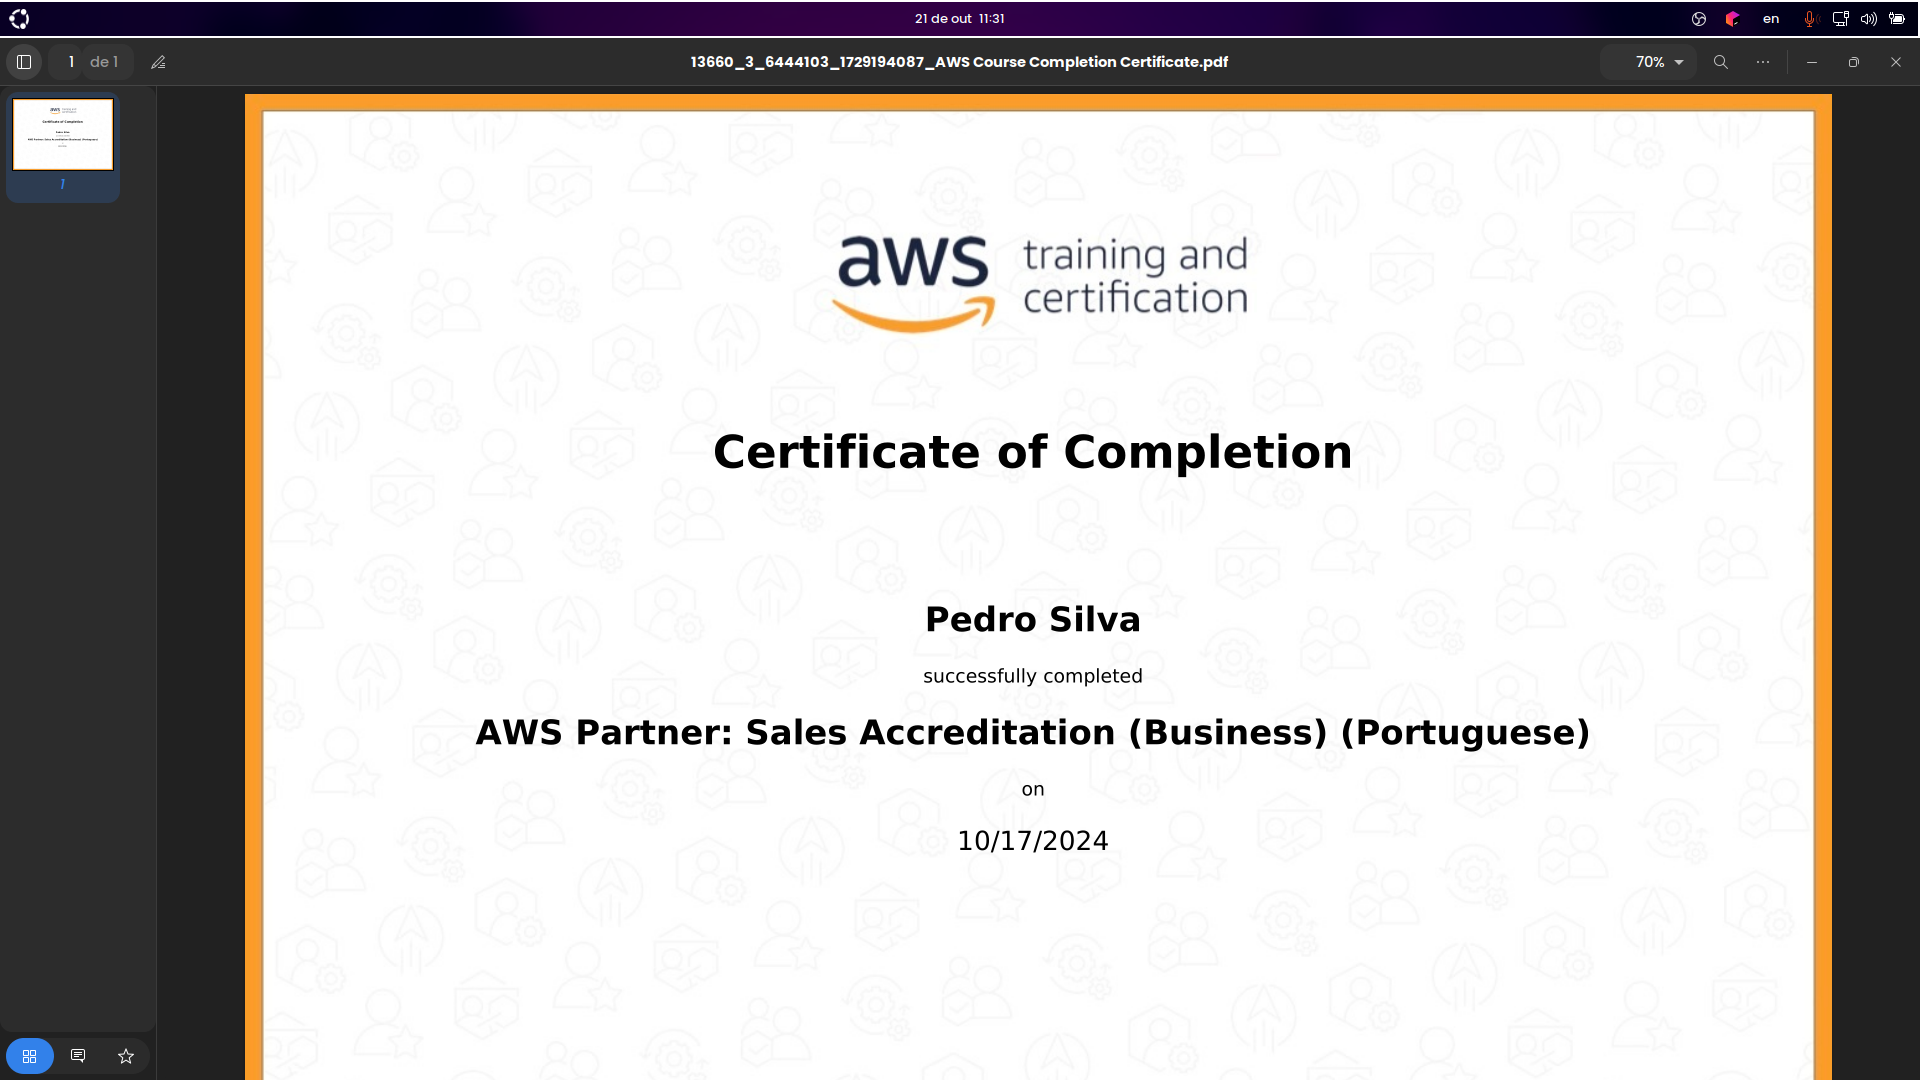 21 de out 11:31
en
1 de 1
13660_3_6444103_1729194087_AWS Course Completion Certificate.pdf
70%
1
aws training and
certification
Certificate of Completion
Pedro Silva
successfully completed
AWS Partner: Sales Accreditation (Business) (Portuguese)
on
10/17/2024